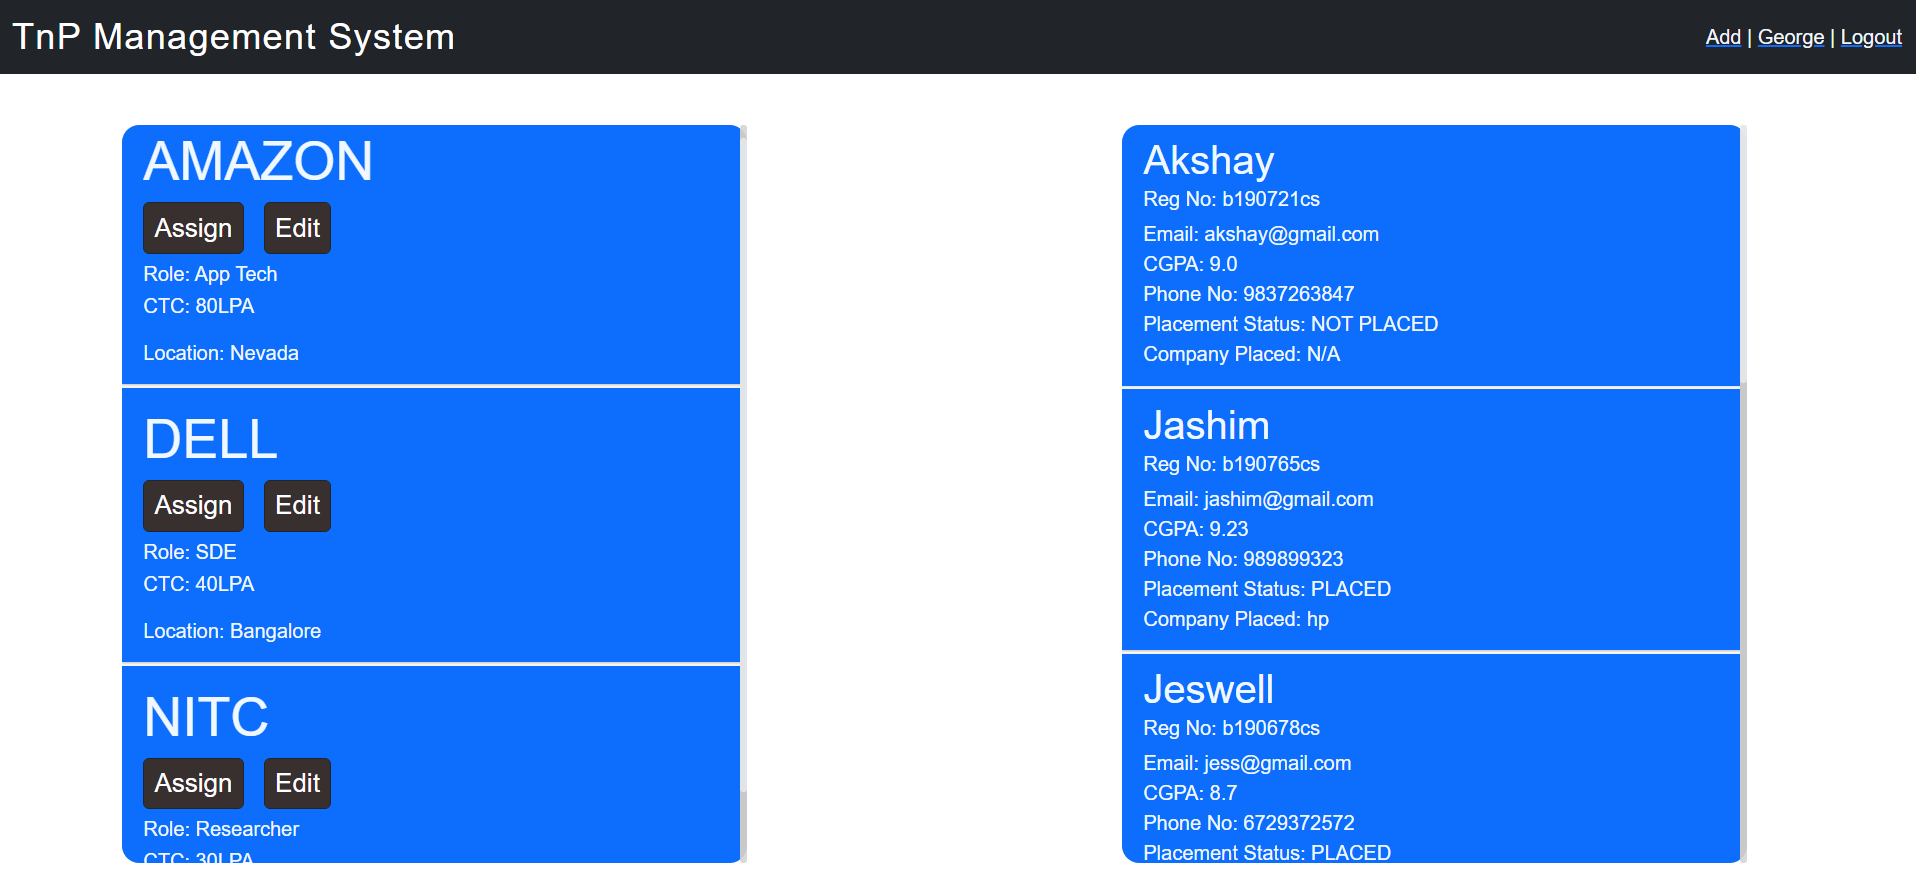 TnP Management System
Add | George | Logout
AMAZON
Assign Edit
Role: App Tech
CTC: 80LPA
Location: Nevada
DELL
Assign Edit
Role: SDE
CTC: 40LPA
Location: Bangalore
NITC
Assign Edit
Role: Researcher
CTC: 30LPA
Akshay
Reg No: b190721cs
Email: akshay@gmail.com
CGPA: 9.0
Phone No: 9837263847
Placement Status: NOT PLACED
Company Placed: N/A
Jashim
Reg No: b190765cs
Email: jashim@gmail.com
CGPA: 9.23
Phone No: 989899323
Placement Status: PLACED
Company Placed: hp
Jeswell
Reg No: b190678cs
Email: jess@gmail.com
CGPA: 8.7
Phone No: 6729372572
Placement Status: PLACED